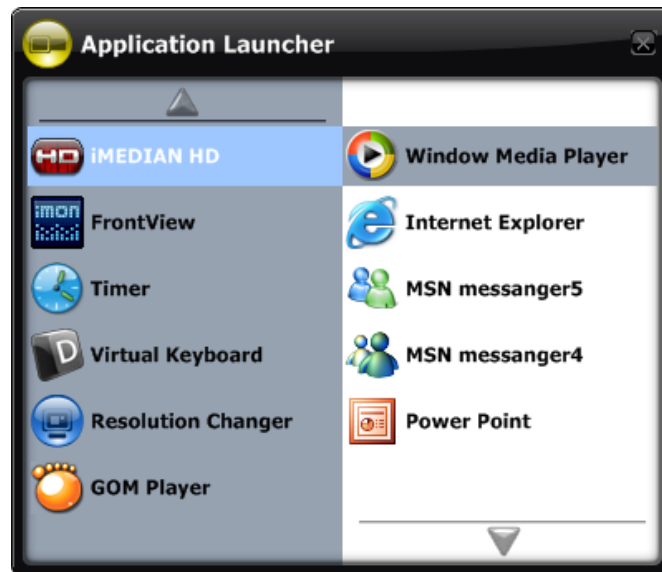 Application Launcher
iMEDIAN HD
FrontView
Timer
Virtual Keyboard
Resolution Changer
GOM Player
Window Media Player
Internet Explorer
MSN messanger5
MSN messanger4
Power Point
HD
imon
D